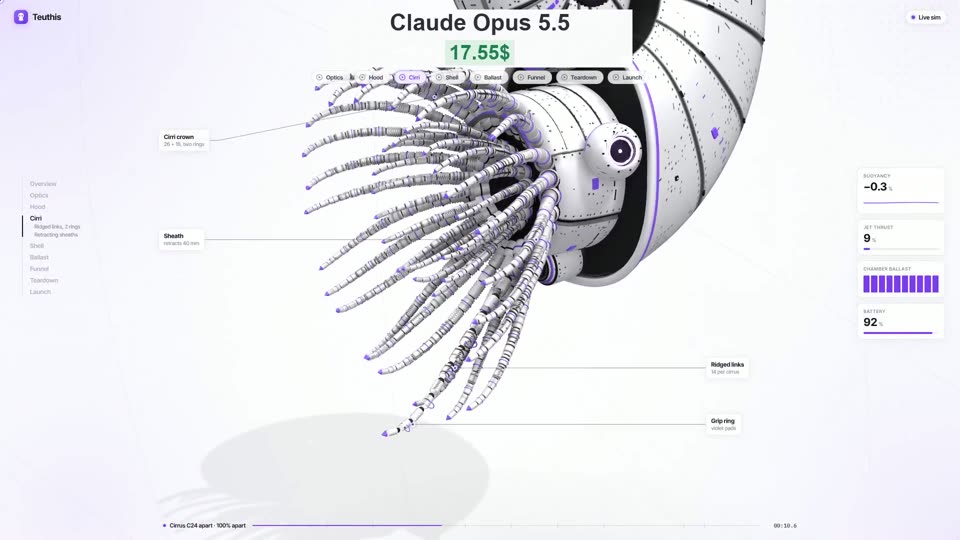 Teuthis
Claude Opus 5.5
17.55$
Live sim
Optics
Hood
Cirri
Shell
Ballast
Funnel
Teardown
Launch
Cirri crown
26 + 19, two rings
Overview
Optics
Hood
Cirri
Ridged links, 2 rings
Retracting sheaths
Shell
Ballast
Funnel
Teardown
Launch
Sheath
retracts 40 mm
BUOYANCY
−0.3 %
JET THRUST
9 %
CHAMBER BALLAST
BATTERY
92 %
Ridged links
14 per cirrus
Grip ring
violet pads
Cirrus C24 apart · 100% apart
00:10.6